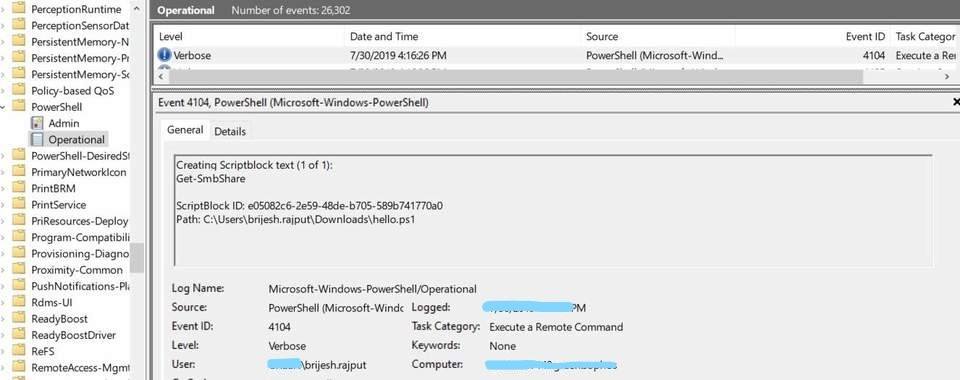 PerceptionRuntime
PerceptionSensorDat
PersistentMemory-N
PersistentMemory-Pr
PersistentMemory-Sc
Policy-based QoS
PowerShell
Admin
Operational
PowerShell-DesiredSt
PrimaryNetworkIcon
PrintBRM
PrintService
PriResources-Deploy
Program-Compatibili
Provisioning-Diagno
Proximity-Common
PushNotifications-Pla
Rdms-UI
ReadyBoost
ReadyBoostDriver
ReFS
RemoteAccess-Mgmt
Operational Number of events: 26,302
Level Date and Time Source Event ID Task Categor
Verbose 7/30/2019 4:16:26 PM PowerShell (Microsoft-Wind... 4104 Execute a Rer
Event 4104, PowerShell (Microsoft-Windows-PowerShell)
General Details
Creating Scriptblock text (1 of 1):
Get-SmbShare
ScriptBlock ID: e05082c6-2e59-48de-b705-589b741770a0
Path: C:\Users\brijesh.rajput\Downloads\hello.ps1
Log Name: Microsoft-Windows-PowerShell/Operational
Source: PowerShell (Microsoft-Windc Logged: PM
Event ID: 4104 Task Category: Execute a Remote Command
Level: Verbose Keywords: None
User: \brijesh.rajput Computer: